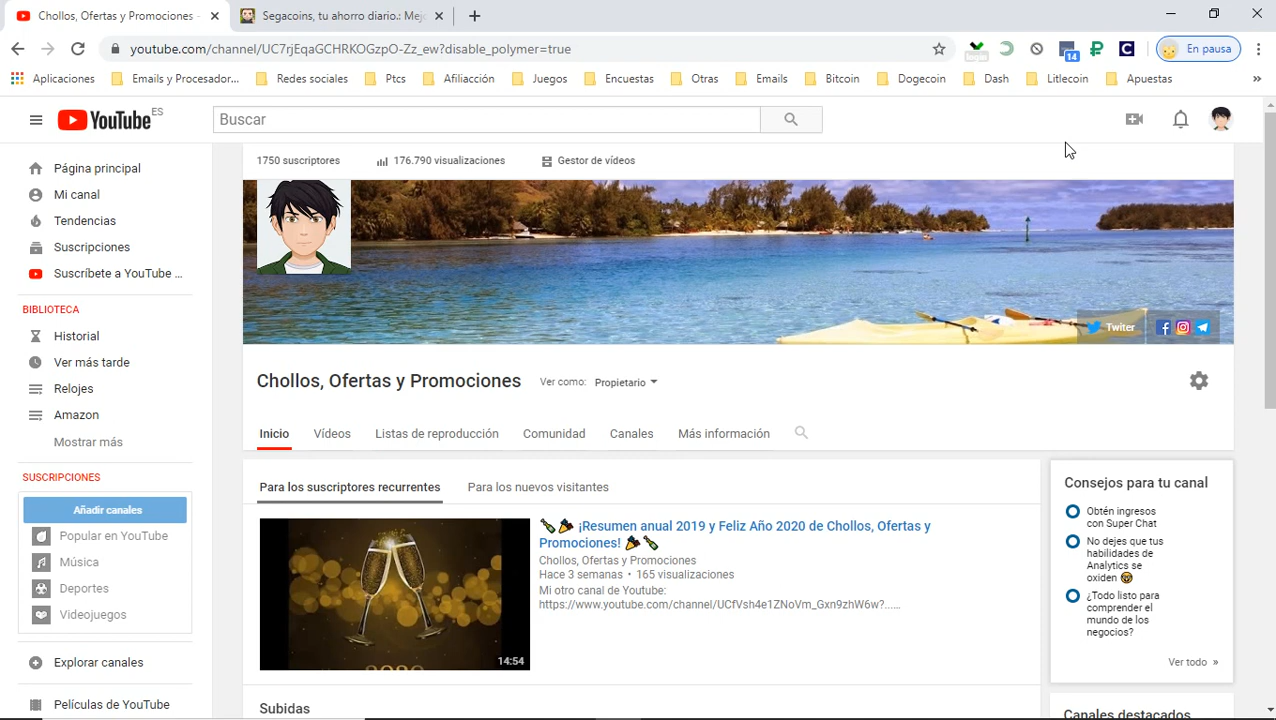 Chollos, Ofertas y Promociones -
Segacoins, tu ahorro diario.: Mejo
youtube.com/channel/UC7rjEqaGCHRKOGzpO-Zz_ew?disable_polymer=true
14
En pausa
Aplicaciones
Emails y Procesador...
Redes sociales
Ptcs
Afiliacción
Juegos
Encuestas
Otras
Emails
Bitcoin
Dogecoin
Dash
Litlecoin
Apuestas
»
YouTube ES
Buscar
1750 suscriptores
176.790 visualizaciones
Gestor de vídeos
Página principal
Mi canal
Tendencias
Suscripciones
Suscríbete a YouTube ...
BIBLIOTECA
Historial
Ver más tarde
Relojes
Amazon
Mostrar más
SUSCRIPCIONES
Añadir canales
Popular en YouTube
Música
Deportes
Videojuegos
Explorar canales
Películas de YouTube
Twiter
Chollos, Ofertas y Promociones
Ver como: Propietario
Inicio
Vídeos
Listas de reproducción
Comunidad
Canales
Más información
Para los suscriptores recurrentes
Para los nuevos visitantes
14:54
🍾🎉 ¡Resumen anual 2019 y Feliz Año 2020 de Chollos, Ofertas y
Promociones! 🎉🍾
Chollos, Ofertas y Promociones
Hace 3 semanas • 165 visualizaciones
Mi otro canal de Youtube:
https://www.youtube.com/channel/UCfVsh4e1ZNoVm_Gxn9zhW6w?......
Subidas
Consejos para tu canal
Obtén ingresos
con Super Chat
No dejes que tus
habilidades de
Analytics se
oxiden 🤓
¿Todo listo para
comprender el
mundo de los
negocios?
Ver todo »
Canales destacados